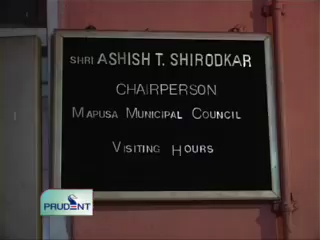 SHRI ASHISH T. SHIRODKAR
CHAIRPERSON
MAPUSA MUNICIPAL COUNCIL
VISITING HOURS
PRUDENT